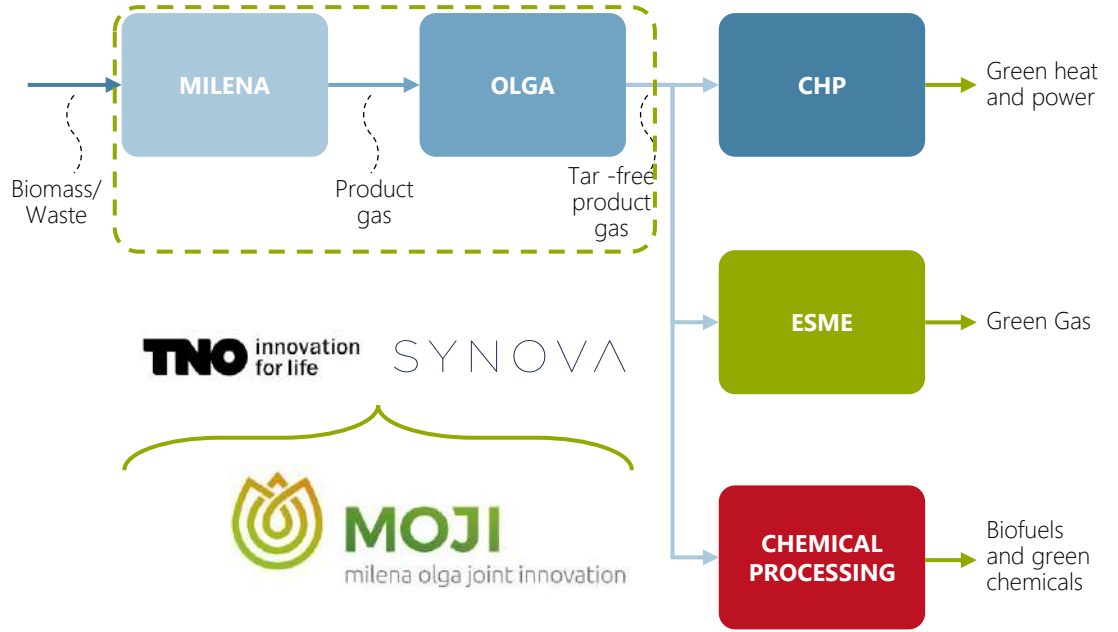 MILENA
OLGA
CHP
Green heat
and power
Biomass/
Waste
Product
gas
Tar -free
product
gas
ESME
Green Gas
TNO innovation
for life
SYNOVA
MOJI
milena olga joint innovation
CHEMICAL
PROCESSING
Biofuels
and green
chemicals